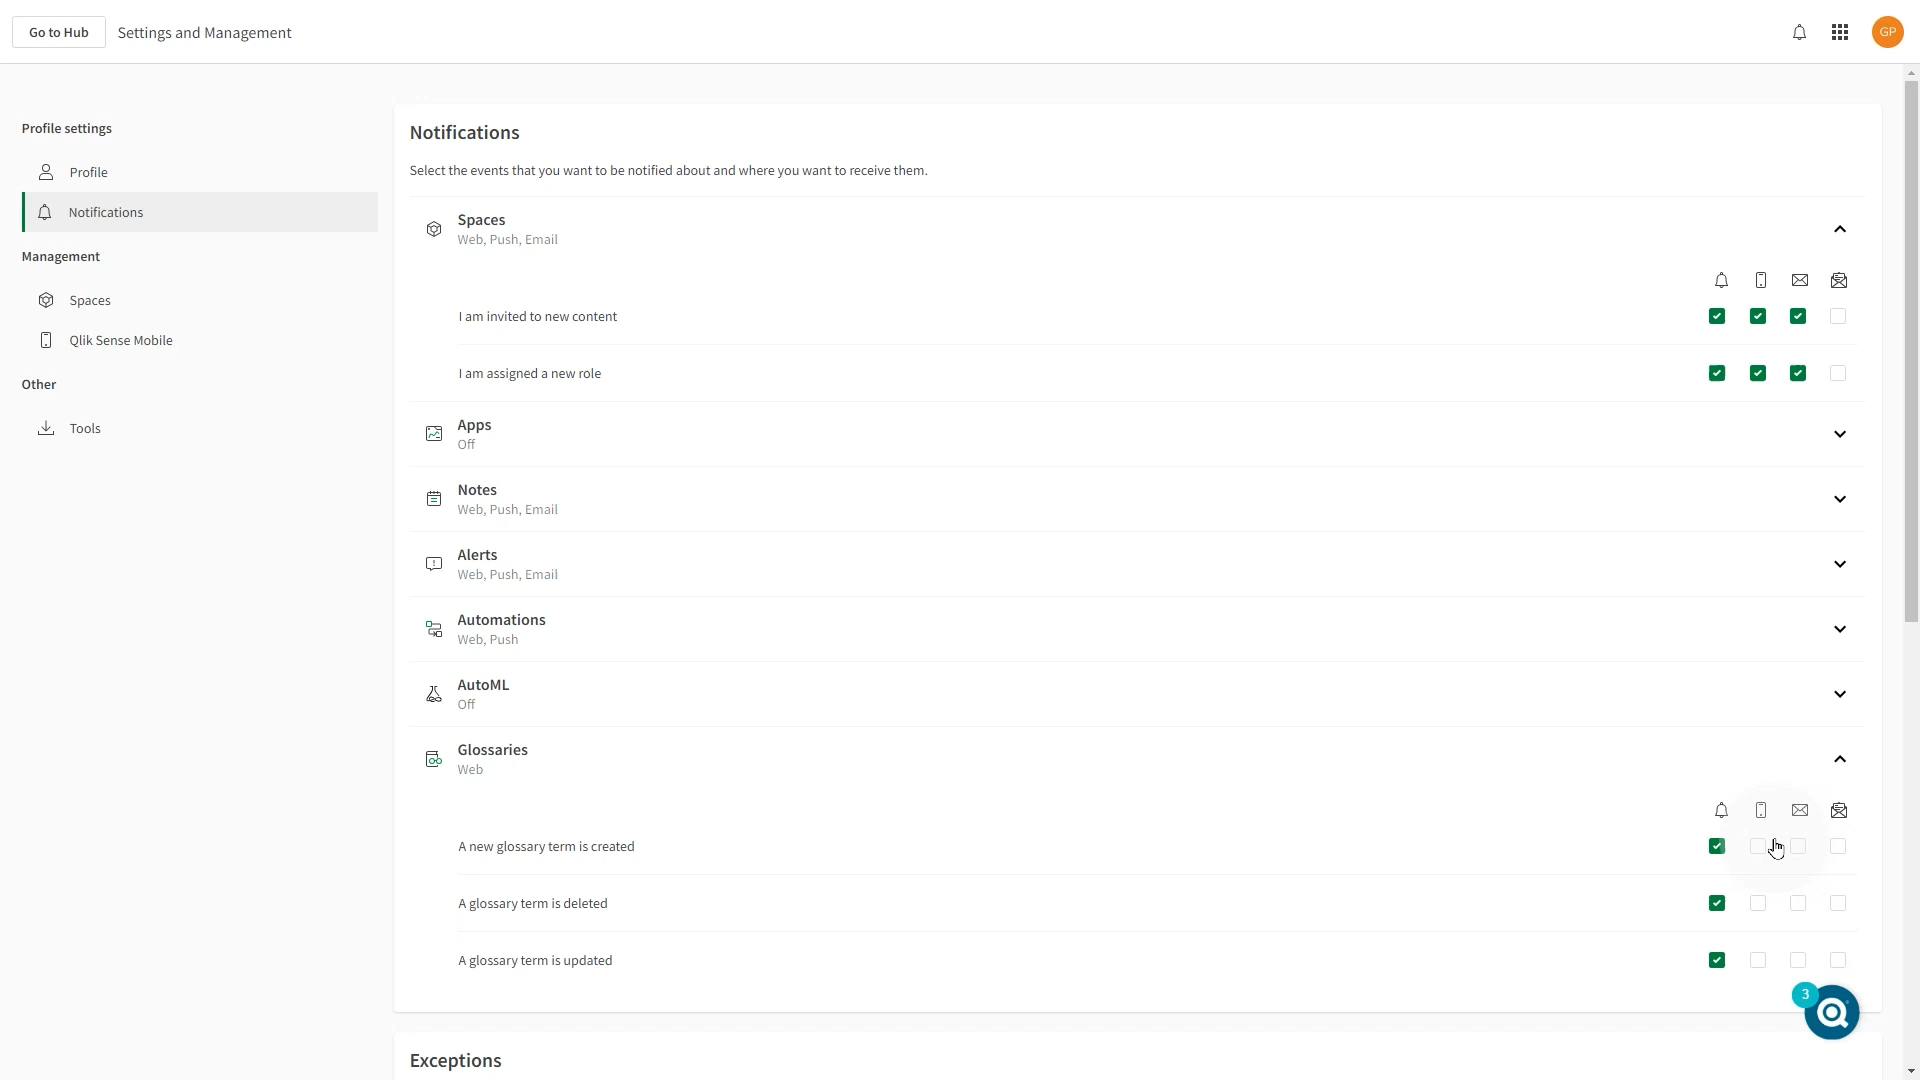 Go to Hub
Settings and Management
GP
Profile settings
Profile
Notifications
Management
Spaces
Qlik Sense Mobile
Other
Tools
Notifications
Select the events that you want to be notified about and where you want to receive them.
Spaces
Web, Push, Email
I am invited to new content
I am assigned a new role
Apps
Off
Notes
Web, Push, Email
Alerts
Web, Push, Email
Automations
Web, Push
AutoML
Off
Glossaries
Web
A new glossary term is created
A glossary term is deleted
A glossary term is updated
3
Exceptions